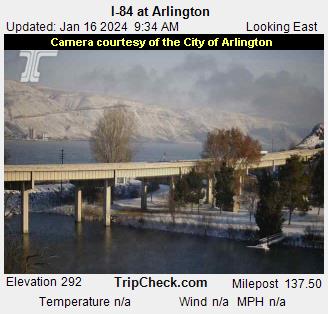 I-84 at Arlington
Updated: Jan 16 2024 9:34 AM Looking East
Camera courtesy of the City of Arlington
Elevation 292 TripCheck.com Milepost 137.50
Temperature n/a Wind n/a MPH n/a